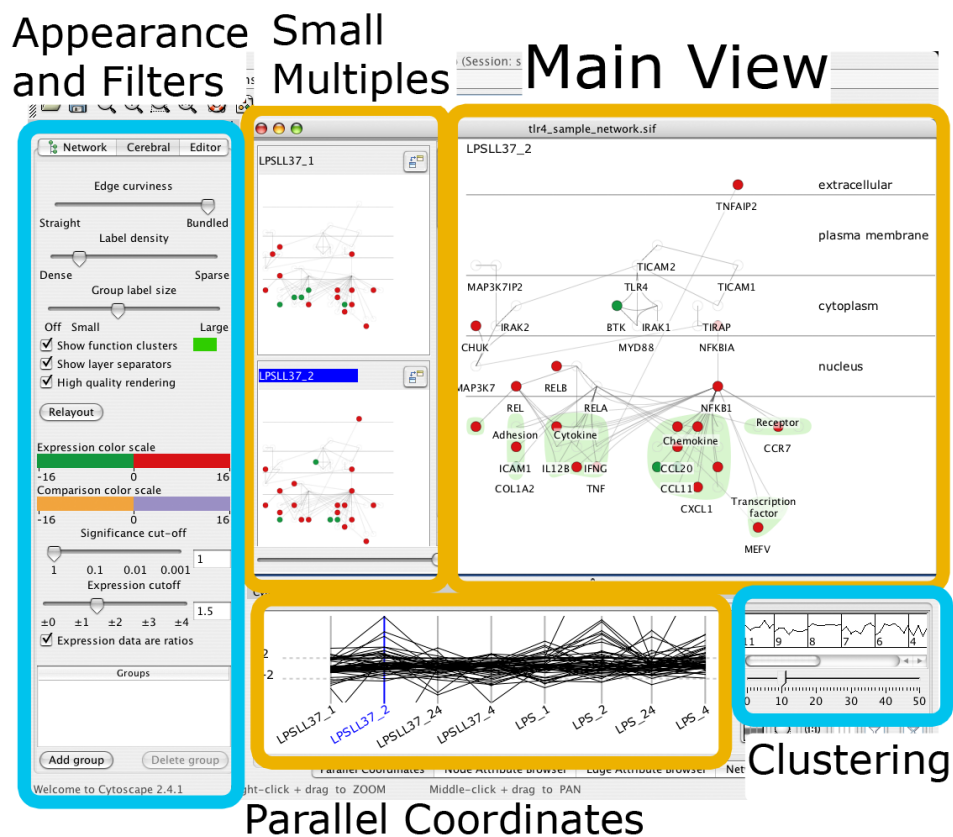 Appearance
and Filters
Small
Multiples
Main View
(Session: s
Network Cerebral Editor
Edge curviness
Straight Bundled
Label density
Dense Sparse
Group label size
Off Small Large
Show function clusters
Show layer separators
High quality rendering
Relayout
Expression color scale
-16 0 16
Comparison color scale
-16 0 16
Significance cut-off
1
1 0.1 0.01 0.001
Expression cutoff
1.5
±0 ±1 ±2 ±3 ±4
Expression data are ratios
Groups
Add group Delete group
Welcome to Cytoscape 2.4.1
LPSLL37_1
LPSLL37_2
tlr4_sample_network.sif
LPSLL37_2
extracellular
TNFAIP2
plasma membrane
TICAM2
MAP3K7IP2 TLR4 TICAM1
cytoplasm
IRAK2 BTK IRAK1 TIRAP
CHUK MYD88 NFKBIA
nucleus
MAP3K7 RELB
REL RELA NFKB1
Receptor
Adhesion Cytokine Chemokine
CCR7
ICAM1 IL12B IFNG CCL20
COL1A2 TNF CCL11
Transcription
CXCL1 factor
MEFV
2
-2
LPSLL37_1 LPSLL37_2 LPSLL37_24 LPSLL37_4 LPS_1 LPS_2 LPS_24 LPS_4
11 9 8 7 6 4
0 10 20 30 40 50
Clustering
Parallel Coordinates Node Attribute Browser Edge Attribute Browser Net
ght-click + drag to ZOOM Middle-click + drag to PAN
Parallel Coordinates